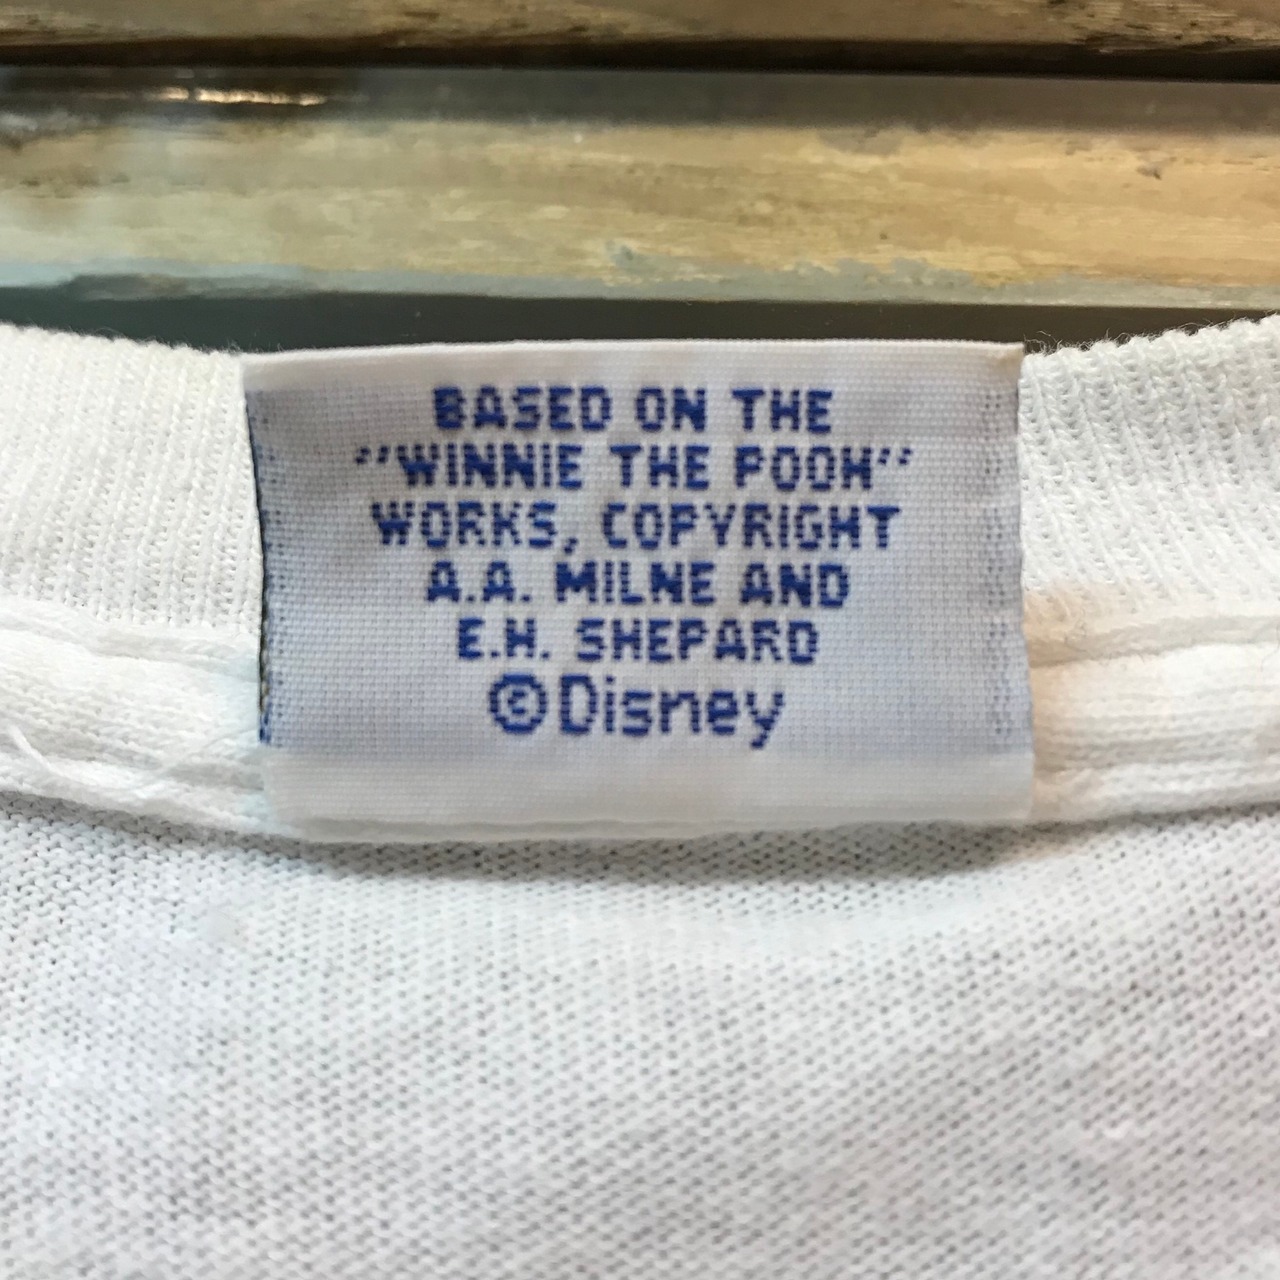 BASED ON THE
"WINNIE THE POOH"
WORKS, COPYRIGHT
A.A. MILNE AND
E.H. SHEPARD
©Disney